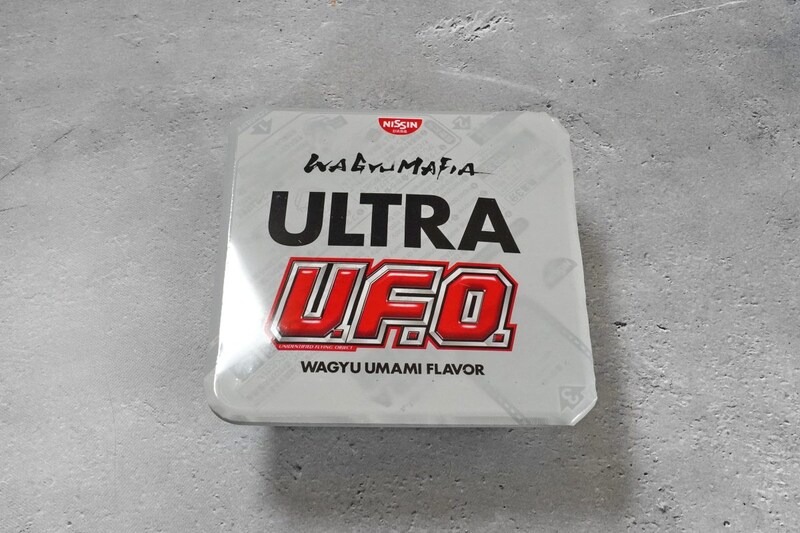 NISSIN
WAGYUMAFIA
ULTRA
U.F.O.
UNIDENTIFIED FLYING OBJECT
WAGYU UMAMI FLAVOR